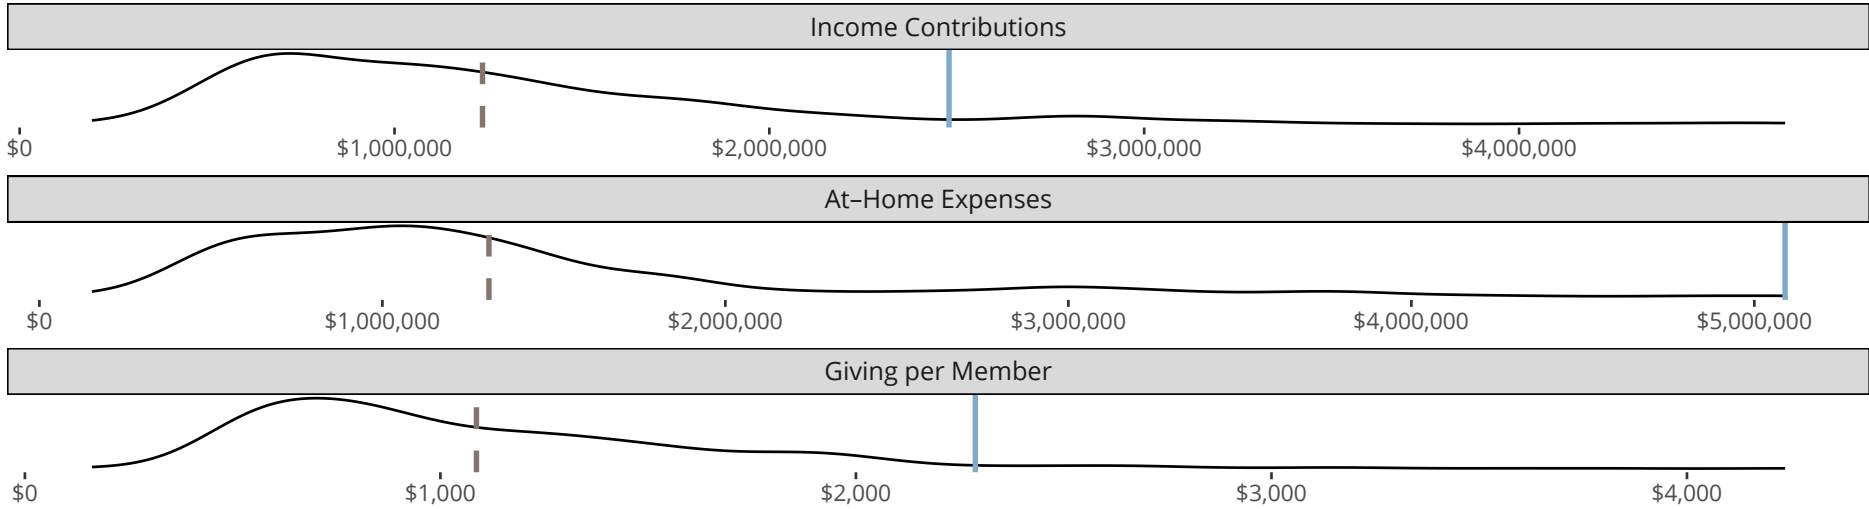 Income Contributions
$0 $1,000,000 $2,000,000 $3,000,000 $4,000,000
At–Home Expenses
$0 $1,000,000 $2,000,000 $3,000,000 $4,000,000 $5,000,000
Giving per Member
$0 $1,000 $2,000 $3,000 $4,000